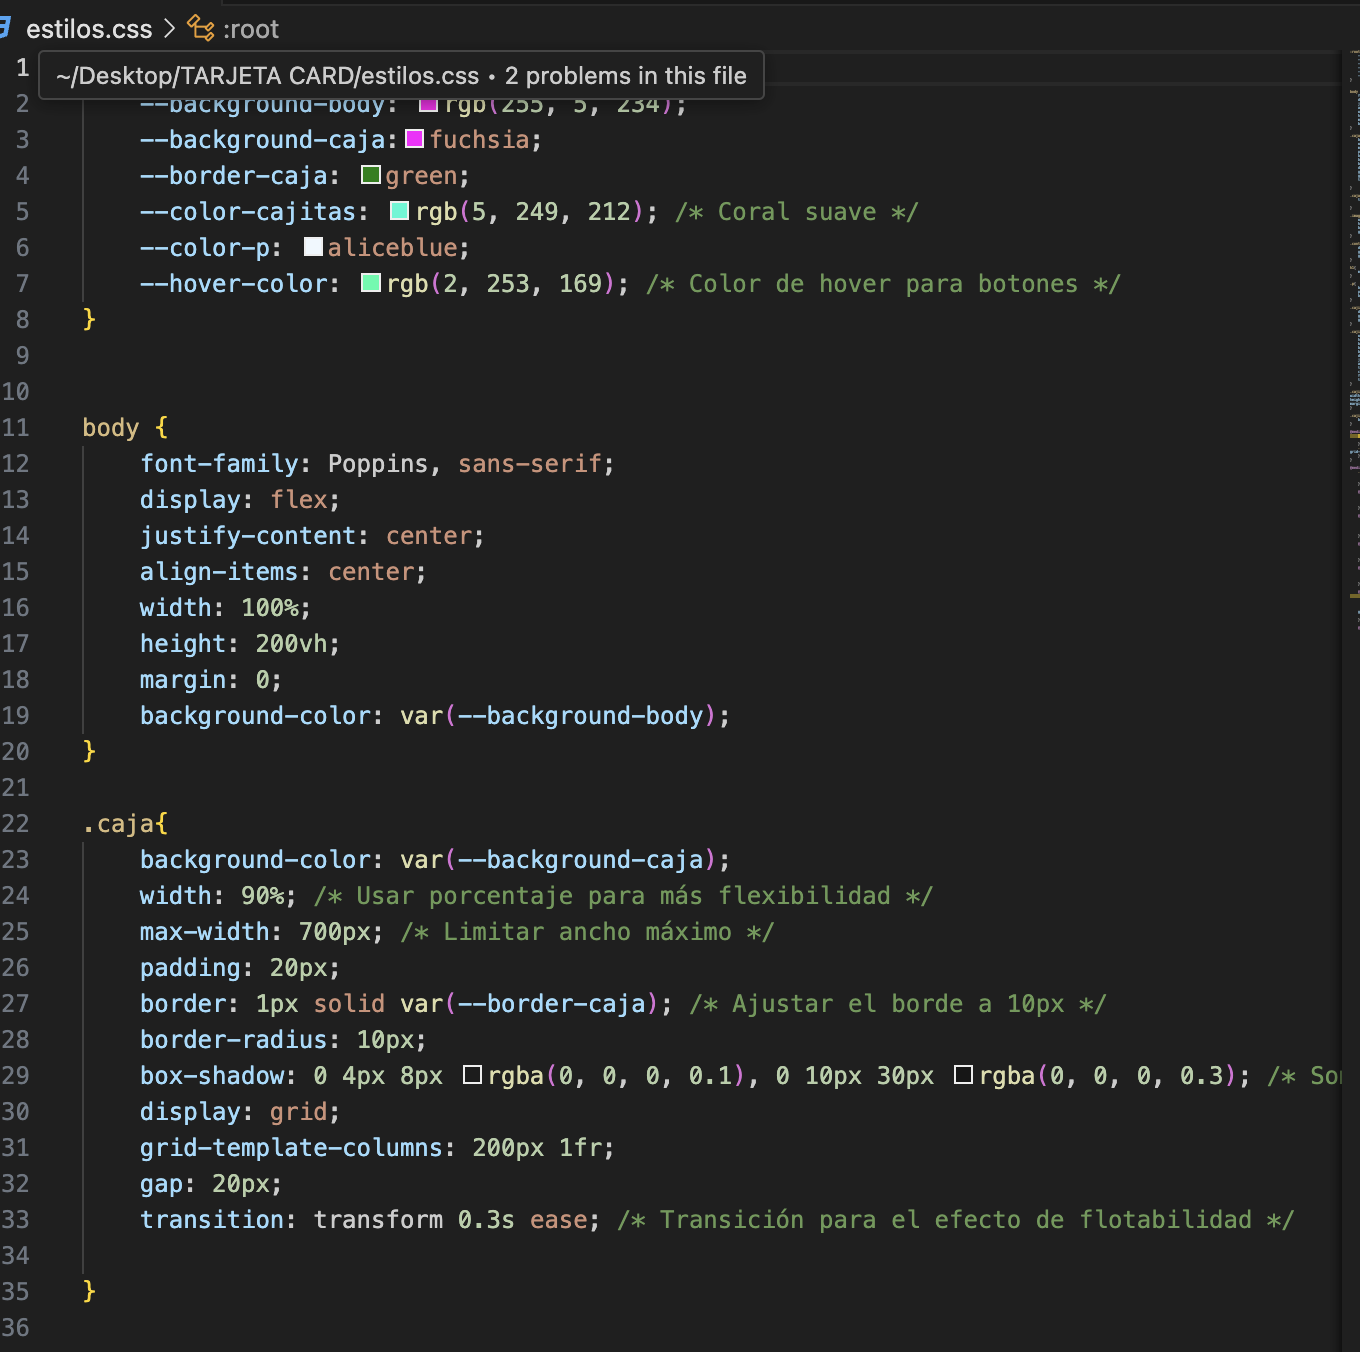 estilos.css > :root
~/Desktop/TARJETA CARD/estilos.css • 2 problems in this file
1
2 --background-body: rgb(255, 5, 234);
3 --background-caja: fuchsia;
4 --border-caja: green;
5 --color-cajitas: rgb(5, 249, 212); /* Coral suave */
6 --color-p: aliceblue;
7 --hover-color: rgb(2, 253, 169); /* Color de hover para botones */
8 }
9
10
11 body {
12 font-family: Poppins, sans-serif;
13 display: flex;
14 justify-content: center;
15 align-items: center;
16 width: 100%;
17 height: 200vh;
18 margin: 0;
19 background-color: var(--background-body);
20 }
21
22 .caja{
23 background-color: var(--background-caja);
24 width: 90%; /* Usar porcentaje para más flexibilidad */
25 max-width: 700px; /* Limitar ancho máximo */
26 padding: 20px;
27 border: 1px solid var(--border-caja); /* Ajustar el borde a 10px */
28 border-radius: 10px;
29 box-shadow: 0 4px 8px rgba(0, 0, 0, 0.1), 0 10px 30px rgba(0, 0, 0, 0.3); /* So
30 display: grid;
31 grid-template-columns: 200px 1fr;
32 gap: 20px;
33 transition: transform 0.3s ease; /* Transición para el efecto de flotabilidad */
34
35 }
36